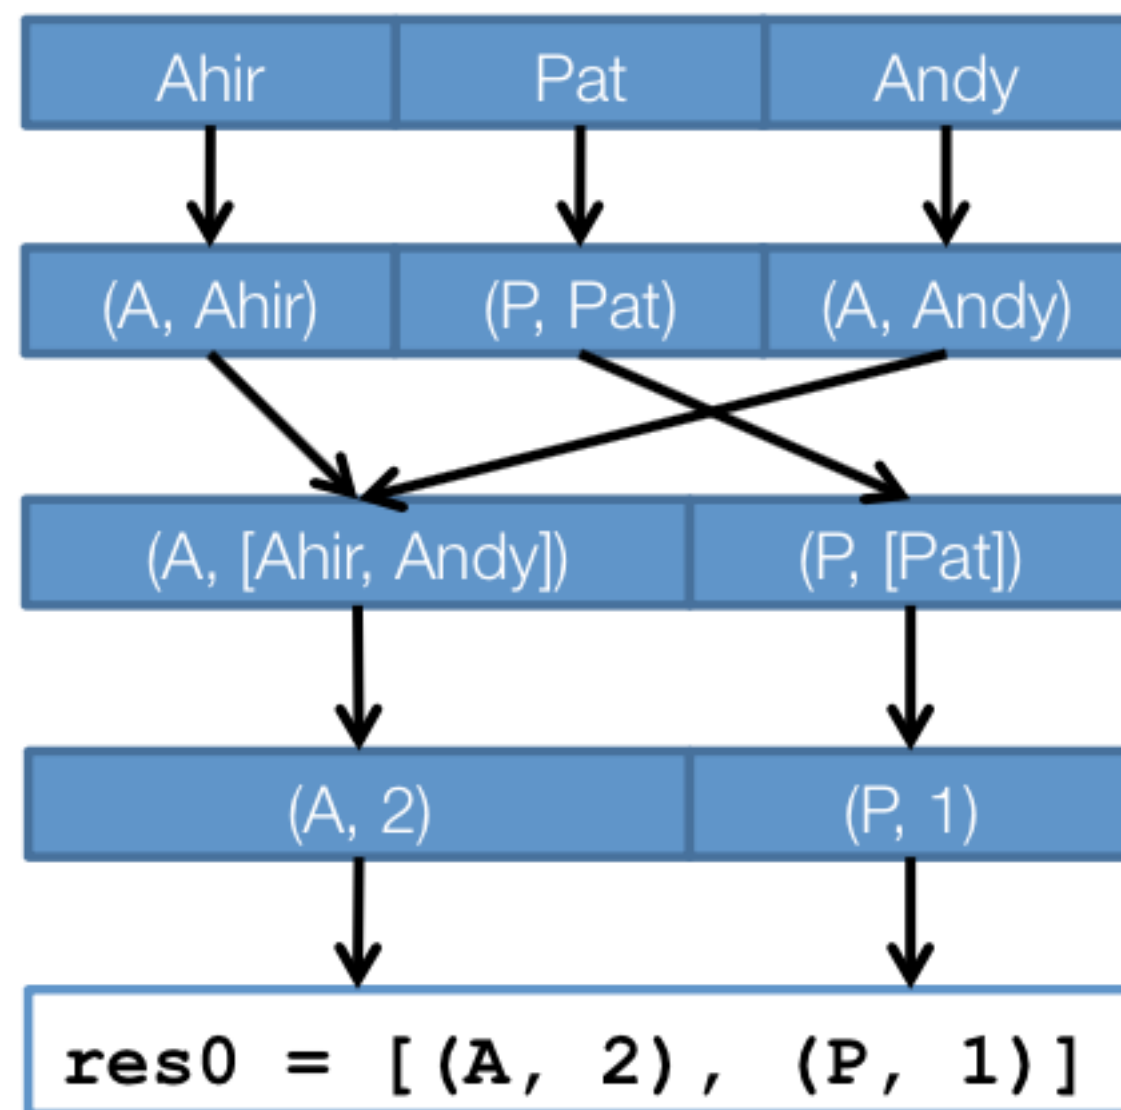 Ahir Pat Andy
(A, Ahir) (P, Pat) (A, Andy)
(A, [Ahir, Andy]) (P, [Pat])
(A, 2) (P, 1)
res0 = [(A, 2), (P, 1)]